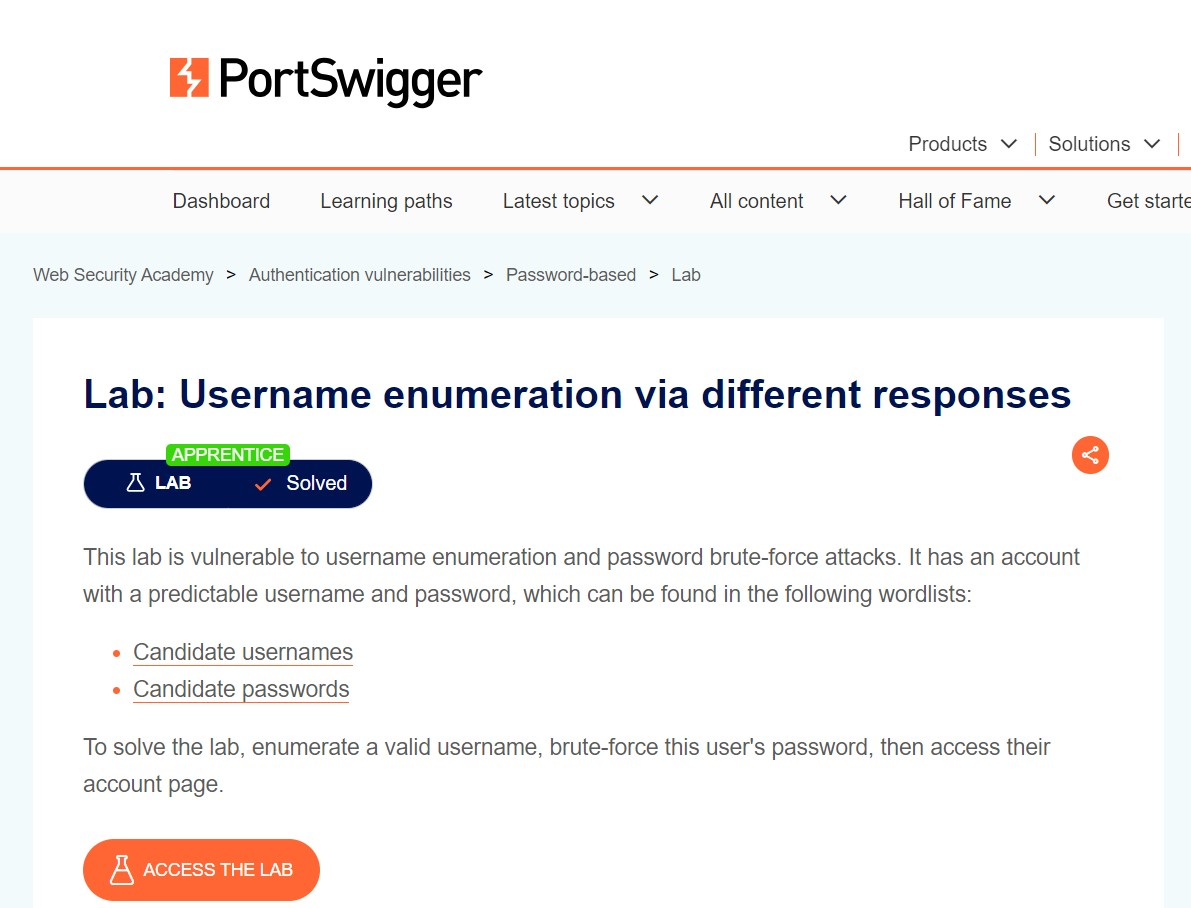 PortSwigger
Products Solutions
Dashboard Learning paths Latest topics All content Hall of Fame Get starte
Web Security Academy > Authentication vulnerabilities > Password-based > Lab
Lab: Username enumeration via different responses
APPRENTICE
LAB Solved
This lab is vulnerable to username enumeration and password brute-force attacks. It has an account
with a predictable username and password, which can be found in the following wordlists:
• Candidate usernames
• Candidate passwords
To solve the lab, enumerate a valid username, brute-force this user's password, then access their
account page.
ACCESS THE LAB